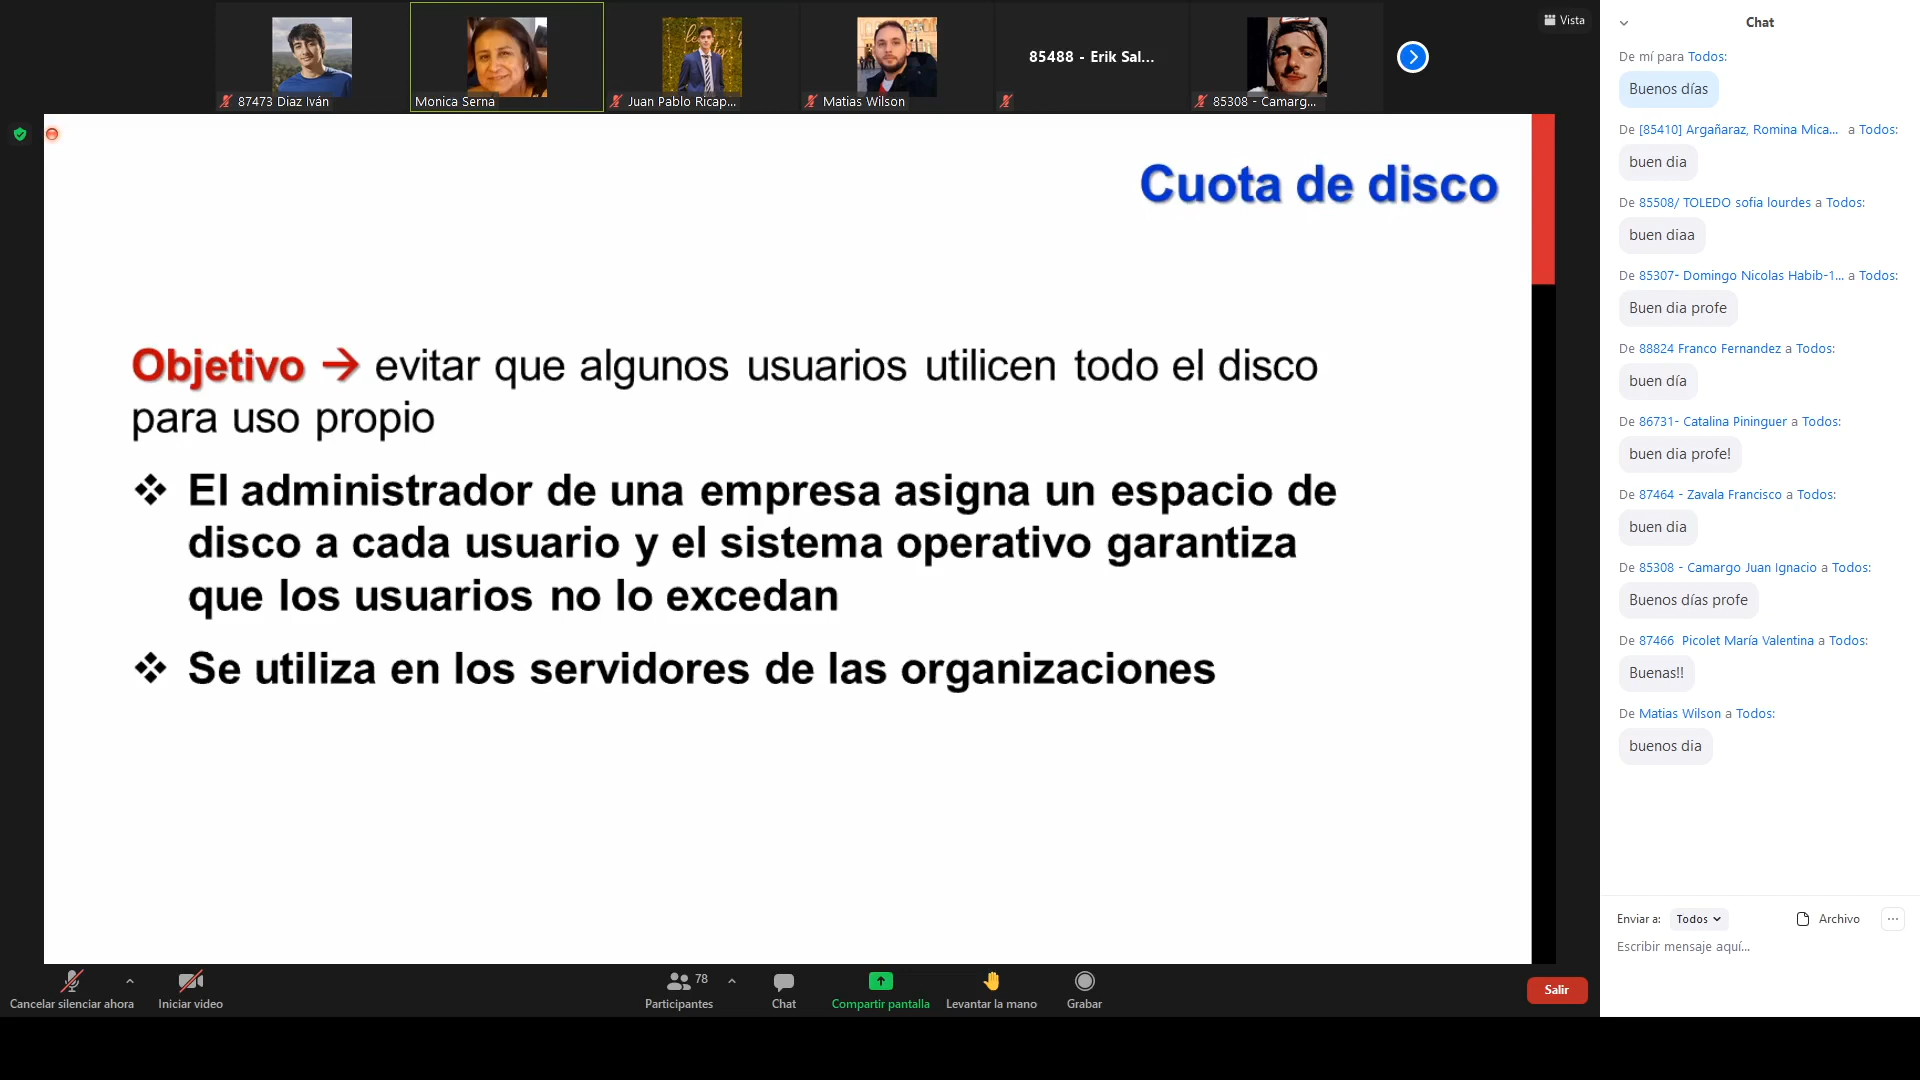 87473 Diaz Iván
Monica Serna
Juan Pablo Ricap...
Matias Wilson
85488 - Erik Sal...
85308 - Camarg...
Vista
Cuota de disco
Objetivo → evitar que algunos usuarios utilicen todo el disco
para uso propio
❖ El administrador de una empresa asigna un espacio de
disco a cada usuario y el sistema operativo garantiza
que los usuarios no lo excedan
❖ Se utiliza en los servidores de las organizaciones
Chat
De mí para Todos:
Buenos días
De [85410] Argañaraz, Romina Mica... a Todos:
buen dia
De 85508/ TOLEDO sofia lourdes a Todos:
buen diaa
De 85307- Domingo Nicolas Habib-1... a Todos:
Buen dia profe
De 88824 Franco Fernandez a Todos:
buen día
De 86731- Catalina Pininguer a Todos:
buen dia profe!
De 87464 - Zavala Francisco a Todos:
buen dia
De 85308 - Camargo Juan Ignacio a Todos:
Buenos días profe
De 87466 Picolet María Valentina a Todos:
Buenas!!
De Matias Wilson a Todos:
buenos dia
Enviar a: Todos
Archivo
...
Escribir mensaje aquí...
Cancelar silenciar ahora
Iniciar video
78
Participantes
Chat
Compartir pantalla
Levantar la mano
Grabar
Salir